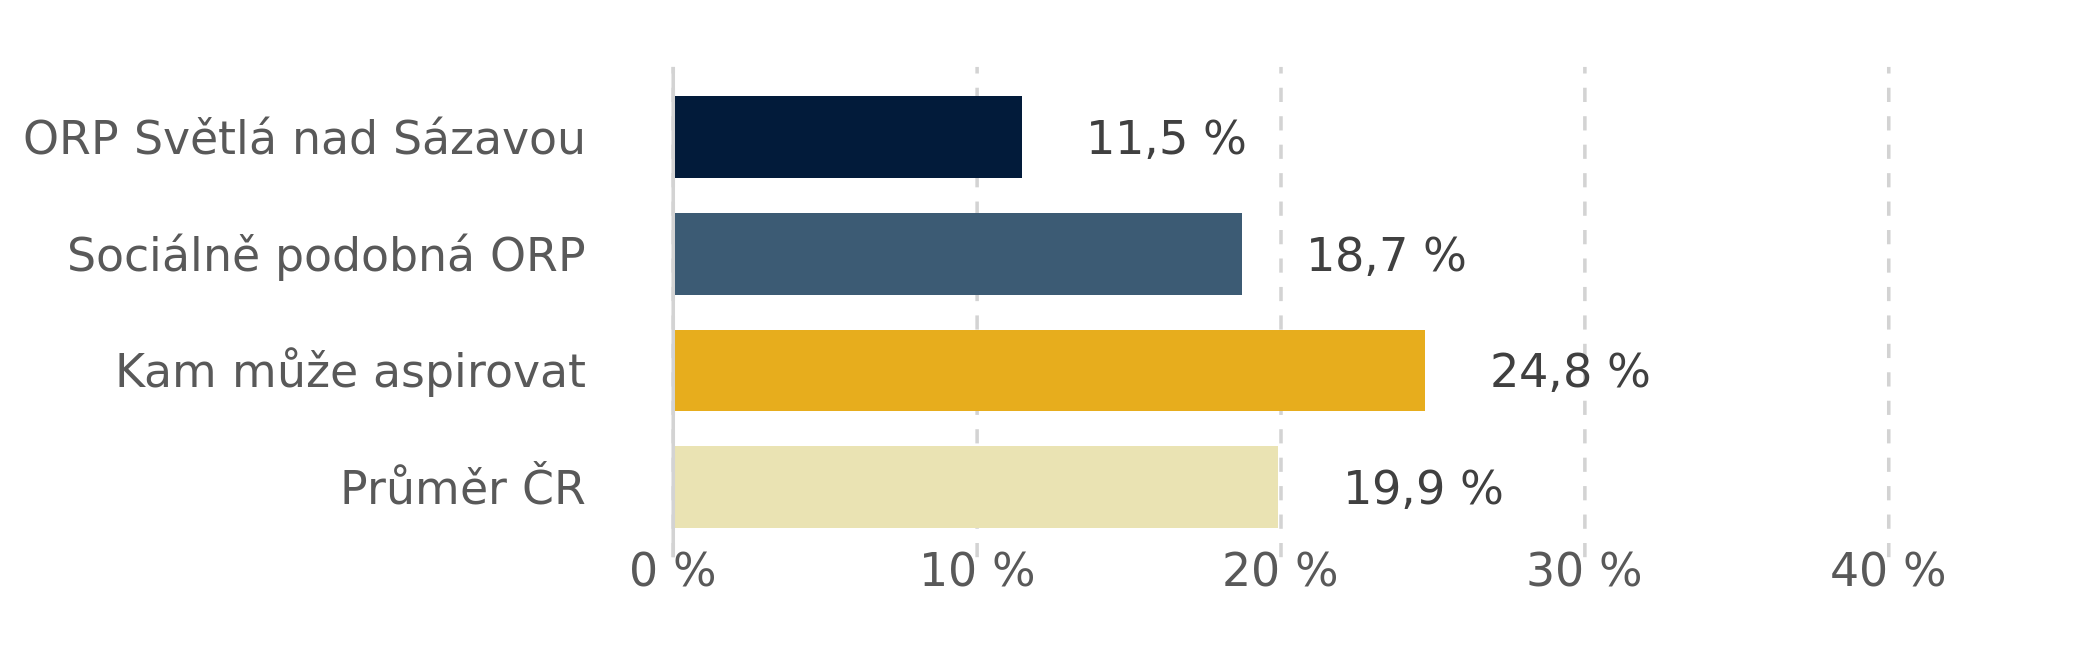 ORP Světlá nad Sázavou 11,5 %
Sociálně podobná ORP 18,7 %
Kam může aspirovat 24,8 %
Průměr ČR 19,9 %
0 % 10 % 20 % 30 % 40 %